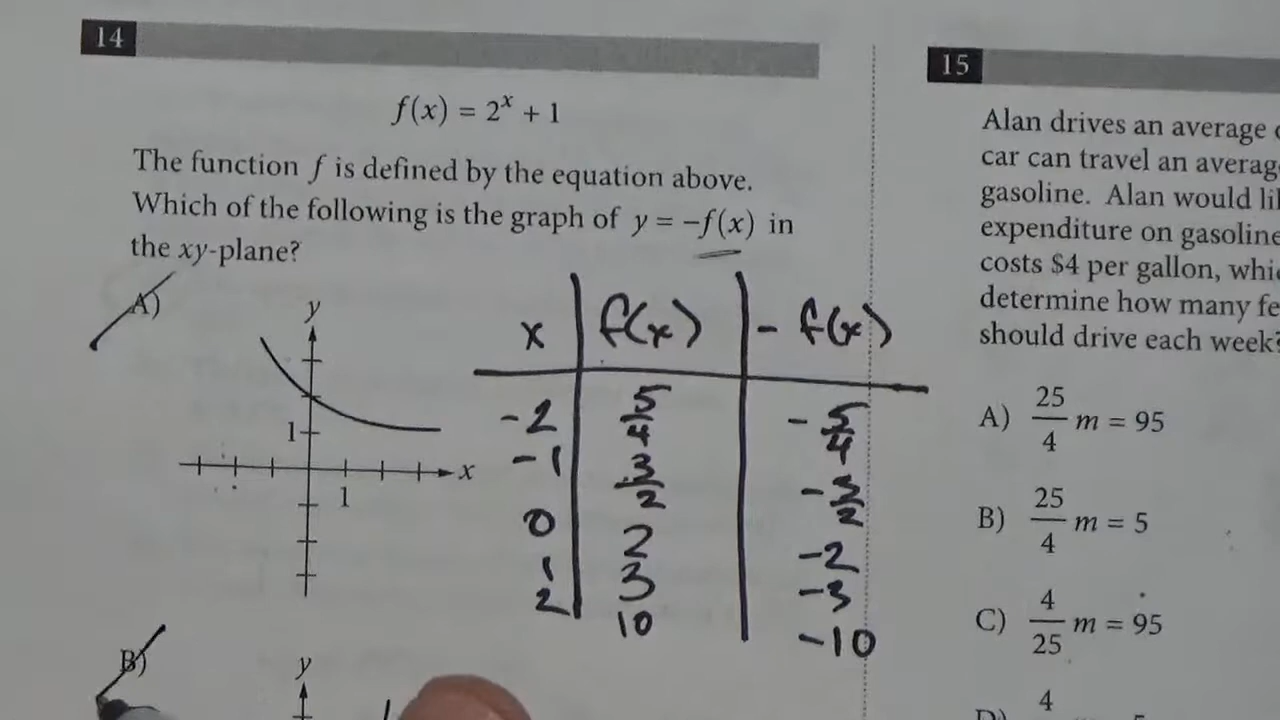 14
f(x) = 2^x + 1
The function f is defined by the equation above.
Which of the following is the graph of y = −f(x) in
the xy-plane?
A)
y
1
x
1
x | f(x) | - f(x)
-2 | 5/4 | - 5/4
-1 | 3/2 | - 3/2
0 | 2 | -2
1 | 3 | -3
2 | 10 | -10
B)
y
15
Alan drives an average
car can travel an averag
gasoline. Alan would li
expenditure on gasoline
costs $4 per gallon, whi
determine how many fe
should drive each week?
A) 25/4 m = 95
B) 25/4 m = 5
C) 4/25 m = 95
D) 4